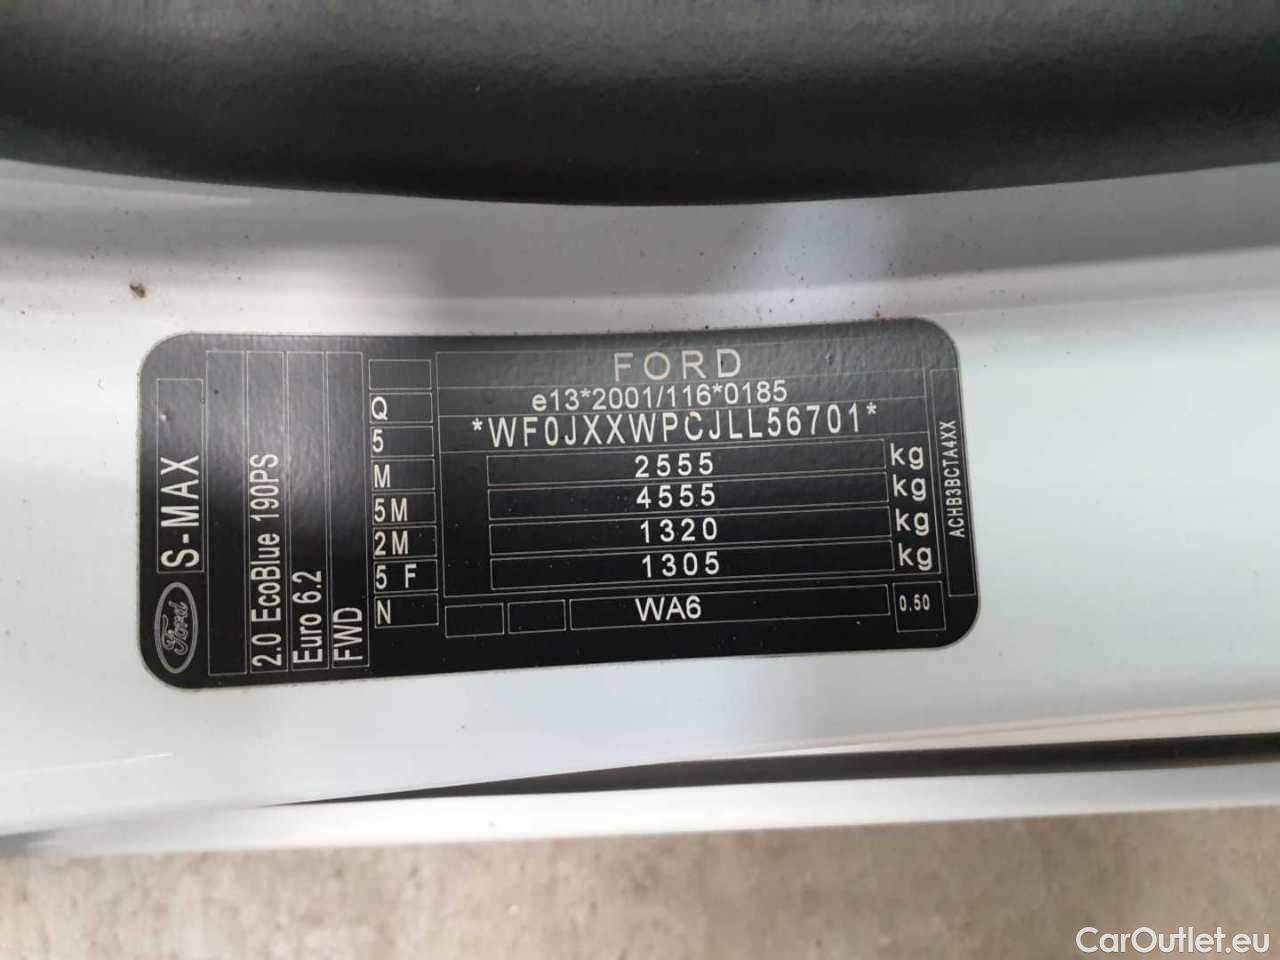 FORD
e13*2001/116*0185
*WF0JXXWPCJLL56701*
2555 kg
4555 kg
1320 kg
1305 kg
WA6
0.50
ACHB3BCTA4XX
Q
5
M
5M
2M
5 F
N
Ford
S-MAX
2.0 EcoBlue 190PS
Euro 6.2
FWD
CarOutlet.eu